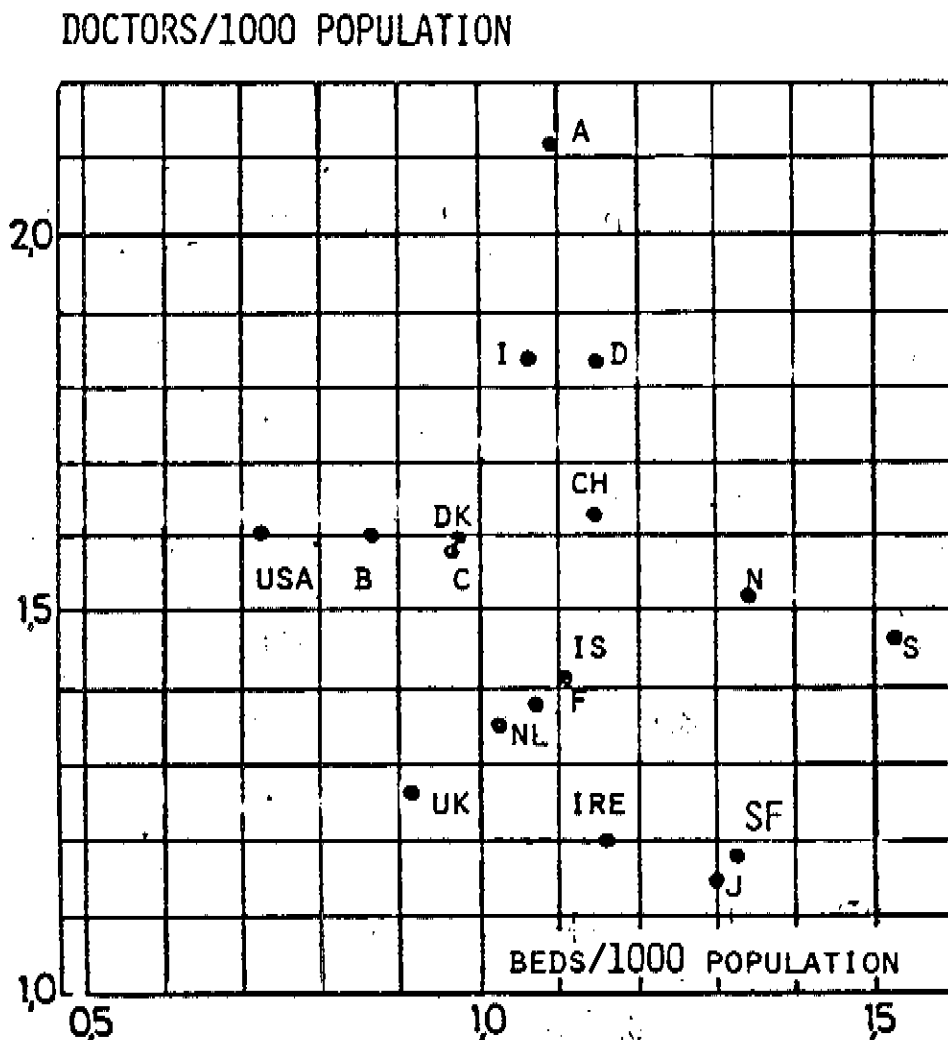 DOCTORS/1000 POPULATION
A
2,0
I D
CH
DK
USA B C N
1,5
IS S
F
NL
UK IRE SF
J
BEDS/1000 POPULATION
1,0
0,5 1,0 1,5